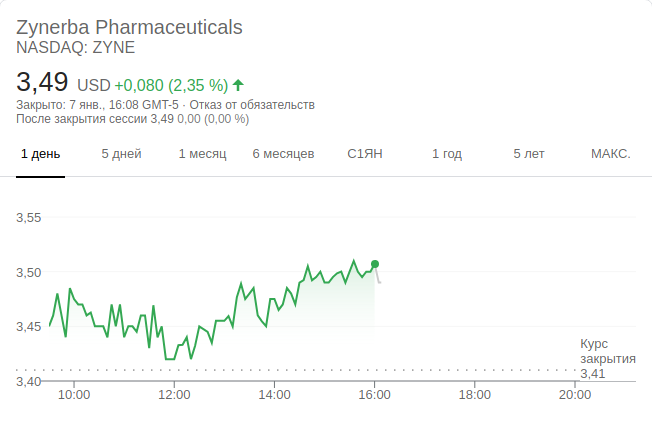 Zynerba Pharmaceuticals
NASDAQ: ZYNE
3,49 USD +0,080 (2,35 %)
Закрыто: 7 янв., 16:08 GMT-5 · Отказ от обязательств
После закрытия сессии 3,49 0,00 (0,00 %)
1 день 5 дней 1 месяц 6 месяцев С1ЯН 1 год 5 лет МАКС.
3,55
3,50
3,45
Курс
закрытия
3,41
3,40
10:00 12:00 14:00 16:00 18:00 20:00